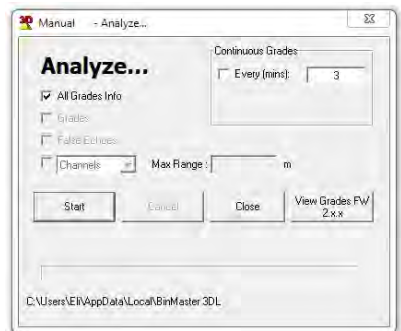 Manual - Analyze...
Analyze...
Continuous Grades
Every (mins): 3
All Grades Info
Grades
False Echoes
Channels Max Range : m
Start Cancel Close View Grades FW 2.x.x
C:\Users\Eli\AppData\Local\BinMaster 3DL